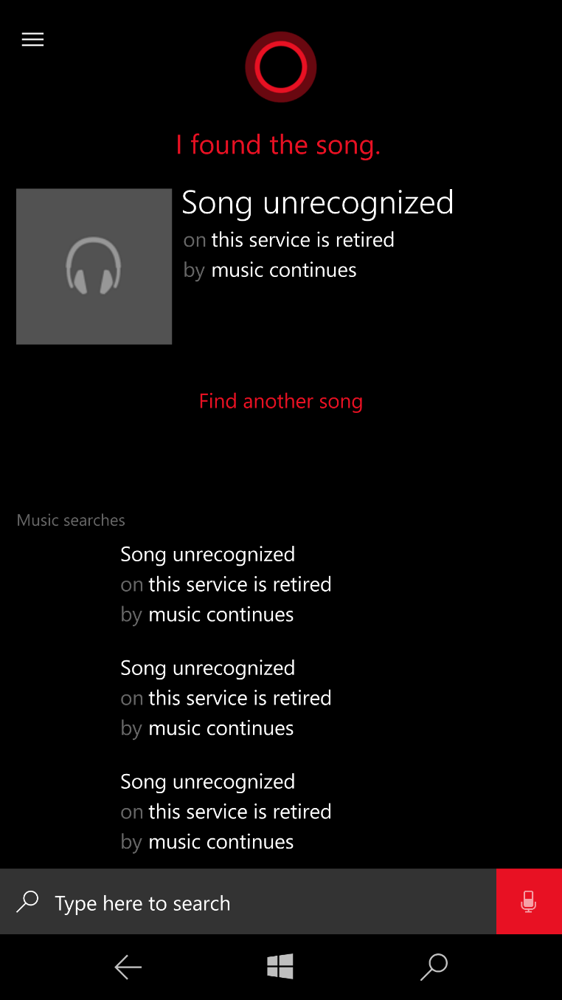 I found the song.
Song unrecognized
on this service is retired
by music continues
Find another song
Music searches
Song unrecognized
on this service is retired
by music continues
Song unrecognized
on this service is retired
by music continues
Song unrecognized
on this service is retired
by music continues
Type here to search